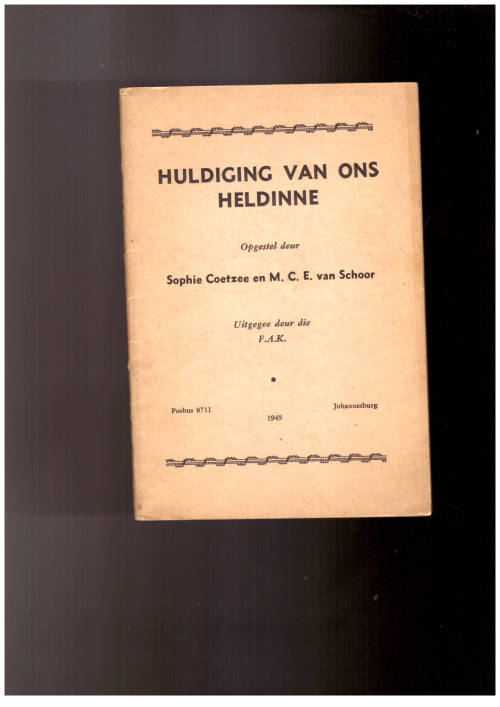 HULDIGING VAN ONS
HELDINNE
Opgestel deur
Sophie Coetzee en M. C. E. van Schoor
Uitgegee deur die
F.A.K.
Posbus 8711
Johannesburg
1949